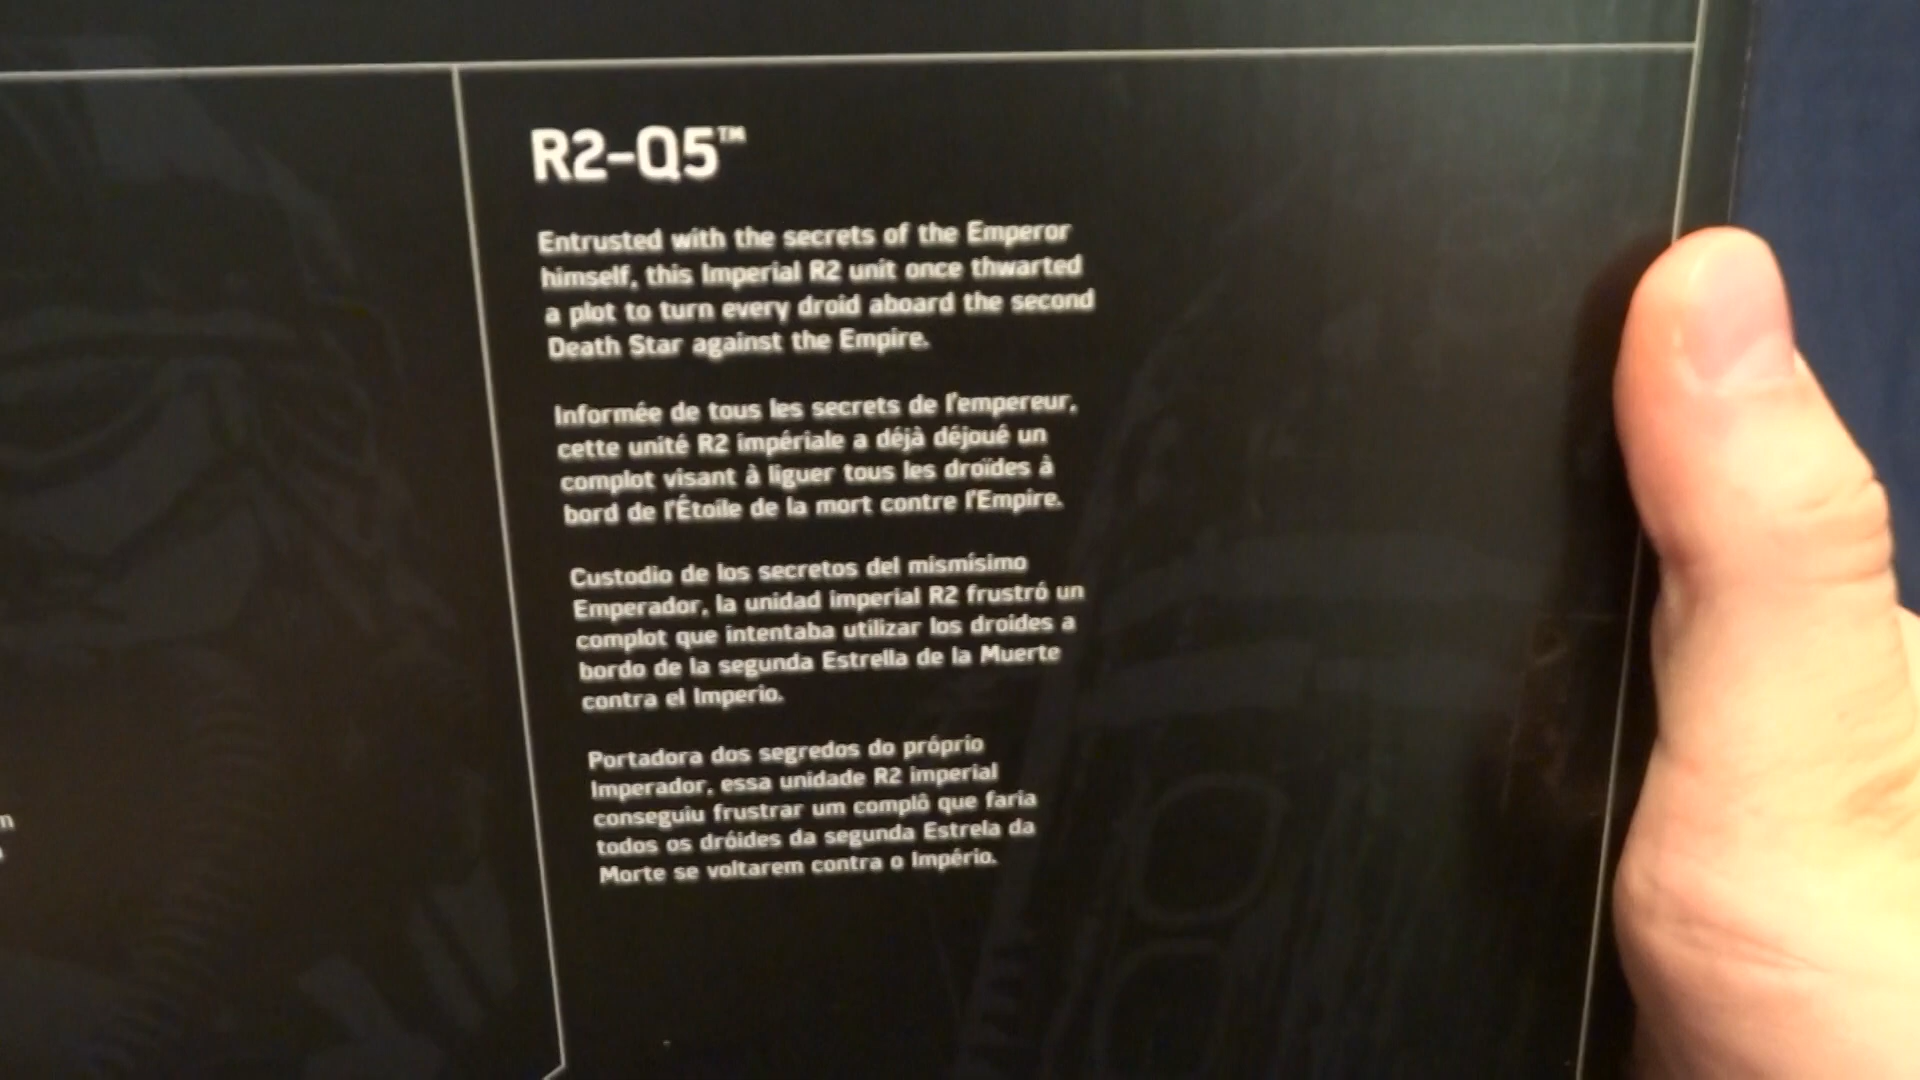 R2-Q5™
Entrusted with the secrets of the Emperor
himself, this Imperial R2 unit once thwarted
a plot to turn every droid aboard the second
Death Star against the Empire.
Informée de tous les secrets de l'empereur,
cette unité R2 impériale a déjà déjoué un
complot visant à liguer tous les droïdes à
bord de l'Étoile de la mort contre l'Empire.
Custodio de los secretos del mismísimo
Emperador, la unidad imperial R2 frustró un
complot que intentaba utilizar los droides a
bordo de la segunda Estrella de la Muerte
contra el Imperio.
Portadora dos segredos do próprio
Imperador, essa unidade R2 imperial
conseguiu frustrar um complô que faria
todos os dróides da segunda Estrela da
Morte se voltarem contra o Império.